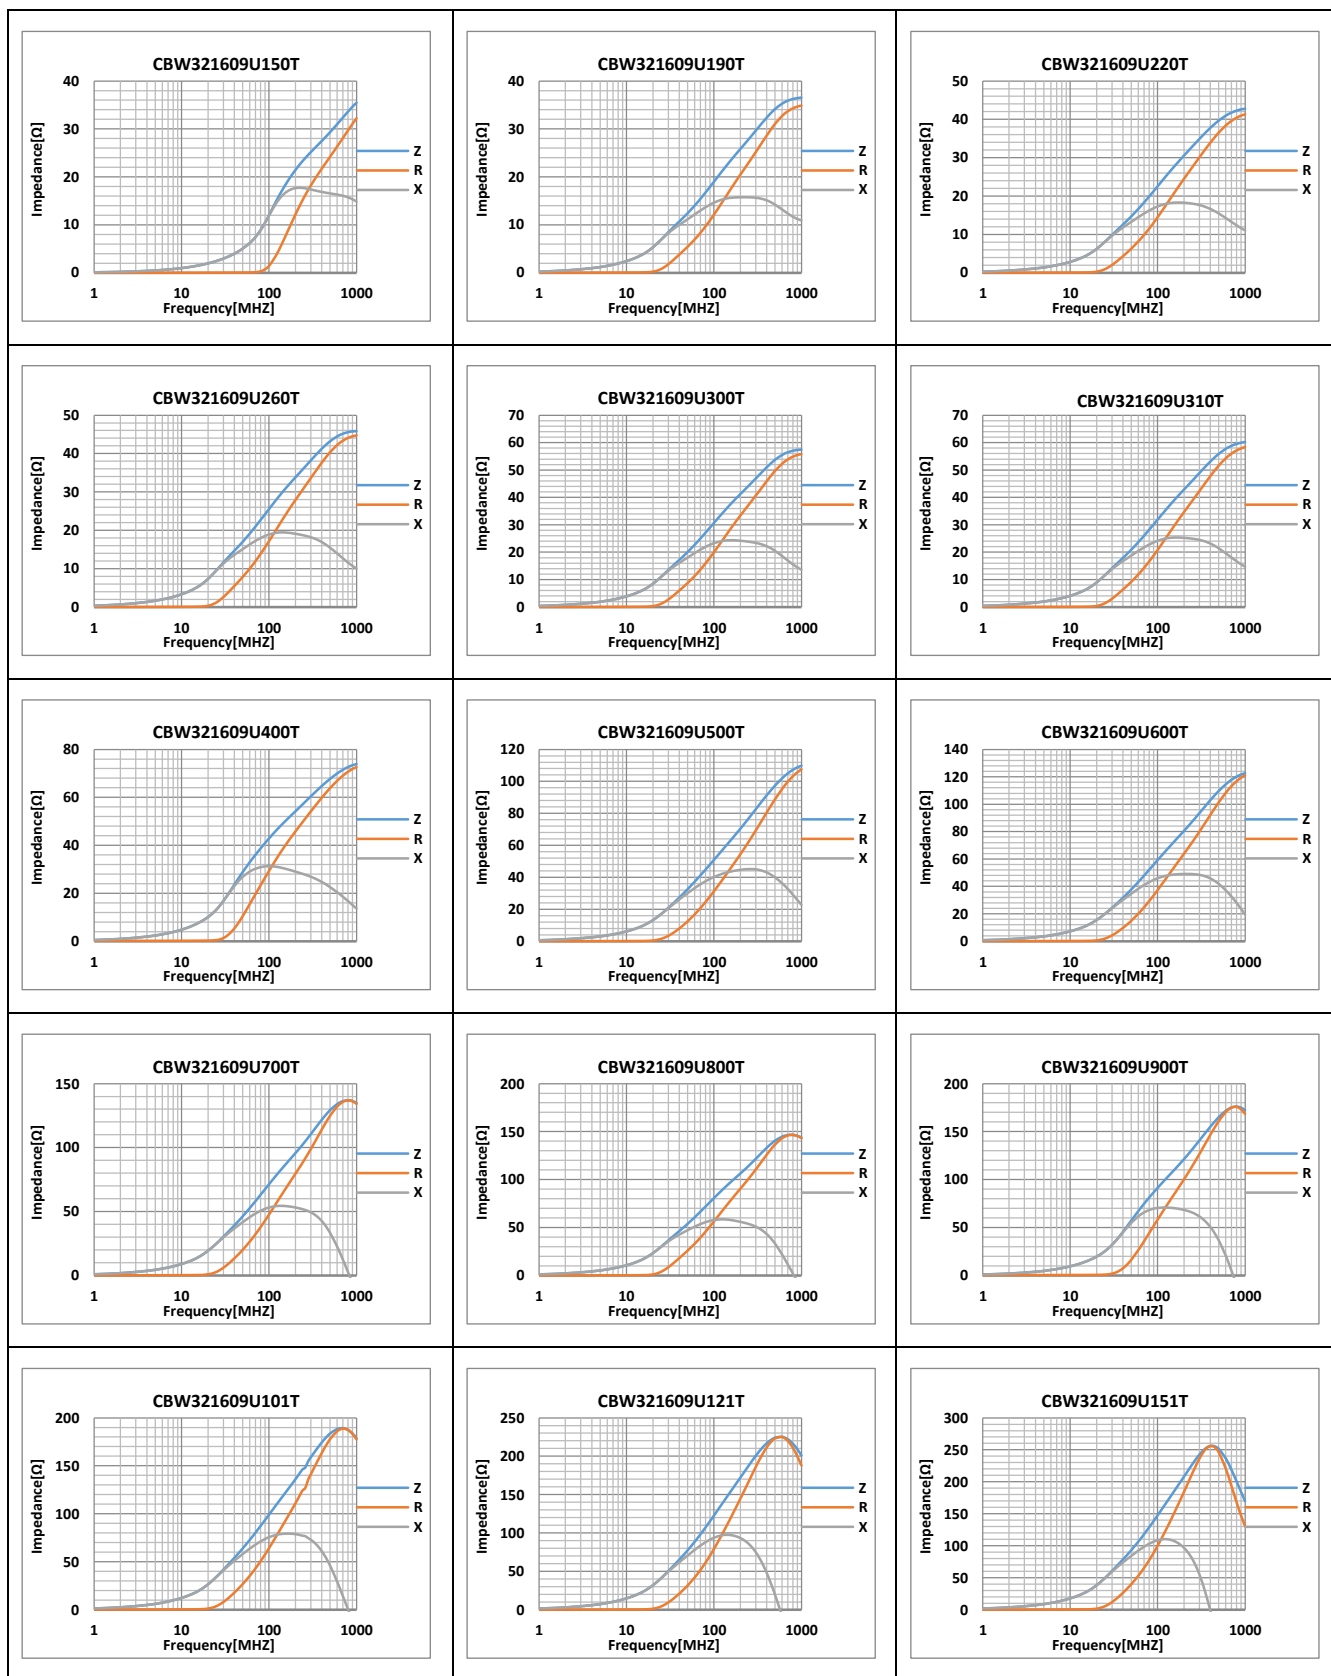 CBW321609U150T
Impedance[Ω]
40
30
20
10
0
1 10 100 1000
Frequency[MHZ]
Z
R
X
CBW321609U190T
Impedance[Ω]
40
30
20
10
0
1 10 100 1000
Frequency[MHZ]
Z
R
X
CBW321609U220T
Impedance[Ω]
50
40
30
20
10
0
1 10 100 1000
Frequency[MHZ]
Z
R
X
CBW321609U260T
Impedance[Ω]
50
40
30
20
10
0
1 10 100 1000
Frequency[MHZ]
Z
R
X
CBW321609U300T
Impedance[Ω]
70
60
50
40
30
20
10
0
1 10 100 1000
Frequency[MHZ]
Z
R
X
CBW321609U310T
Impedance[Ω]
70
60
50
40
30
20
10
0
1 10 100 1000
Frequency[MHZ]
Z
R
X
CBW321609U400T
Impedance[Ω]
80
60
40
20
0
1 10 100 1000
Frequency[MHZ]
Z
R
X
CBW321609U500T
Impedance[Ω]
120
100
80
60
40
20
0
1 10 100 1000
Frequency[MHZ]
Z
R
X
CBW321609U600T
Impedance[Ω]
140
120
100
80
60
40
20
0
1 10 100 1000
Frequency[MHZ]
Z
R
X
CBW321609U700T
Impedance[Ω]
150
100
50
0
1 10 100 1000
Frequency[MHZ]
Z
R
X
CBW321609U800T
Impedance[Ω]
200
150
100
50
0
1 10 100 1000
Frequency[MHZ]
Z
R
X
CBW321609U900T
Impedance[Ω]
200
150
100
50
0
1 10 100 1000
Frequency[MHZ]
Z
R
X
CBW321609U101T
Impedance[Ω]
200
150
100
50
0
1 10 100 1000
Frequency[MHZ]
Z
R
X
CBW321609U121T
Impedance[Ω]
250
200
150
100
50
0
1 10 100 1000
Frequency[MHZ]
Z
R
X
CBW321609U151T
Impedance[Ω]
300
250
200
150
100
50
0
1 10 100 1000
Frequency[MHZ]
Z
R
X